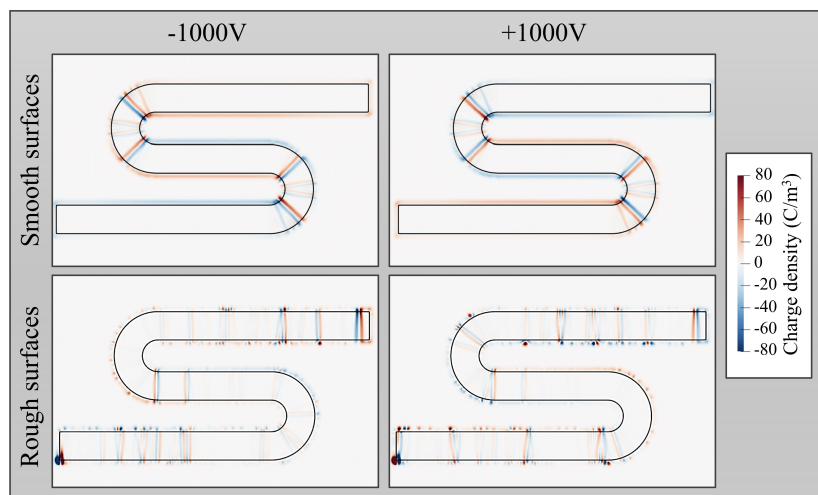 -1000V
+1000V
Smooth surfaces
Rough surfaces
80
60
40
20
0
-20
-40
-60
-80
Charge density (C/m³)